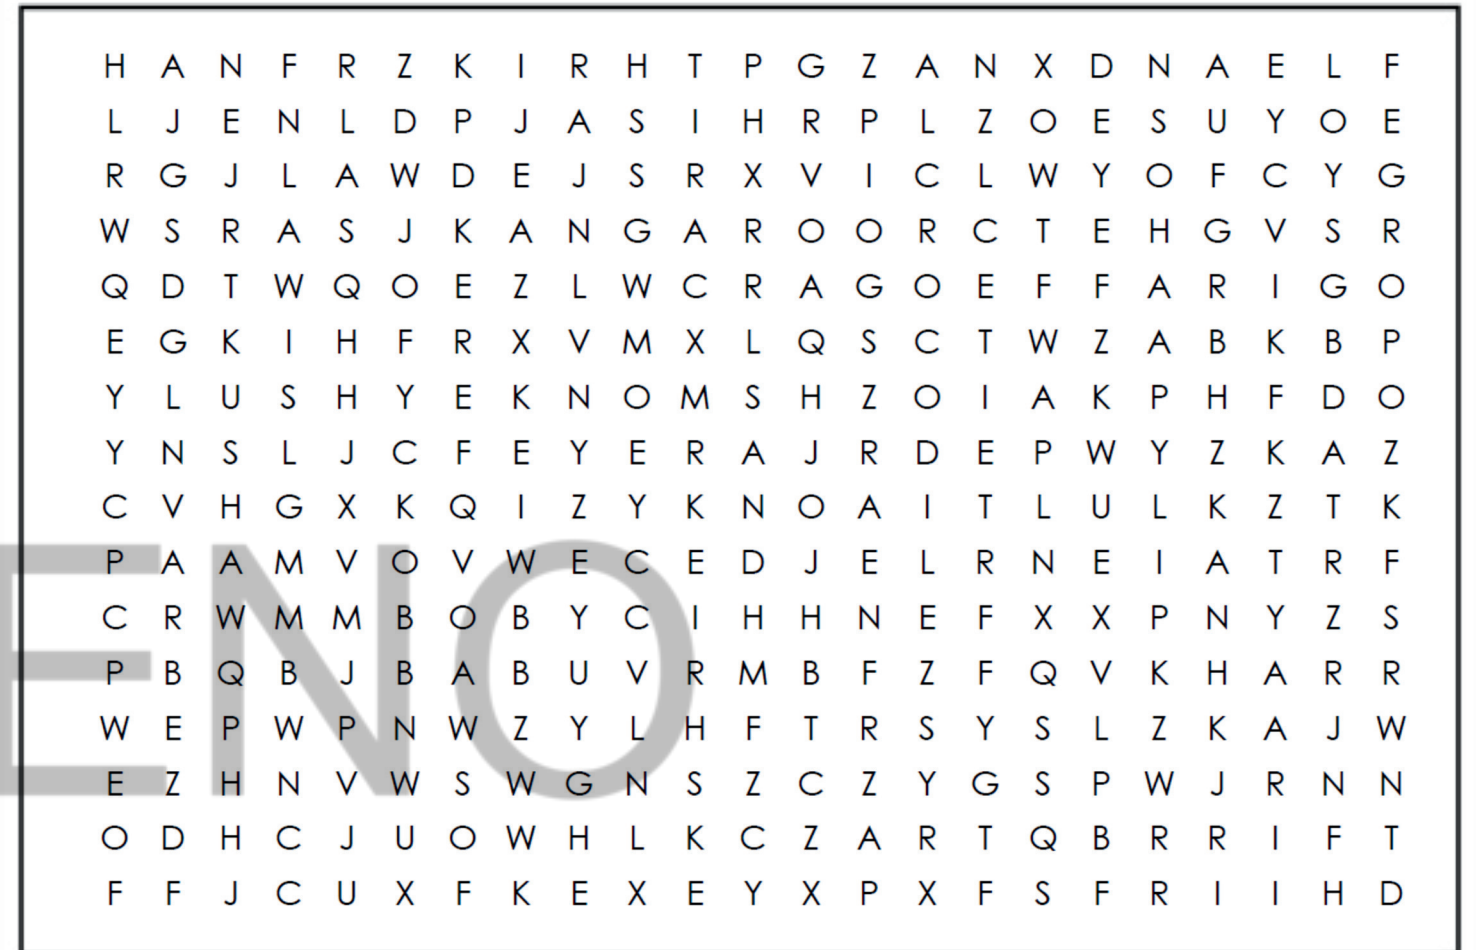 H A N F R Z K I R H T P G Z A N X D N A E L F
L J E N L D P J A S I H R P L Z O E S U Y O E
R G J L A W D E J S R X V I C L W Y O F C Y G
W S R A S J K A N G A R O O R C T E H G V S R
Q D T W Q O E Z L W C R A G O E F F A R I G O
E G K I H F R X V M X L Q S C T W Z A B K B P
Y L U S H Y E K N O M S H Z O I A K P H F D O
Y N S L J C F E Y E R A J R D E P W Y Z K A Z
C V H G X K Q I Z Y K N O A I T L U L K Z T K
P A A M V O V W E C E D J E L R N E I A T R F
C R W M M B O B Y C I H H N E F X X P N Y Z S
P B Q B J B A B U V R M B F Z F Q V K H A R R
W E P W P N W Z Y L H F T R S Y S L Z K A J W
E Z H N V W S W G N S Z C Z Y G S P W J R N N
O D H C J U O W H L K C Z A R T Q B R R I F T
F F J C U X F K E X E Y X P X F S F R I I H D
ENO